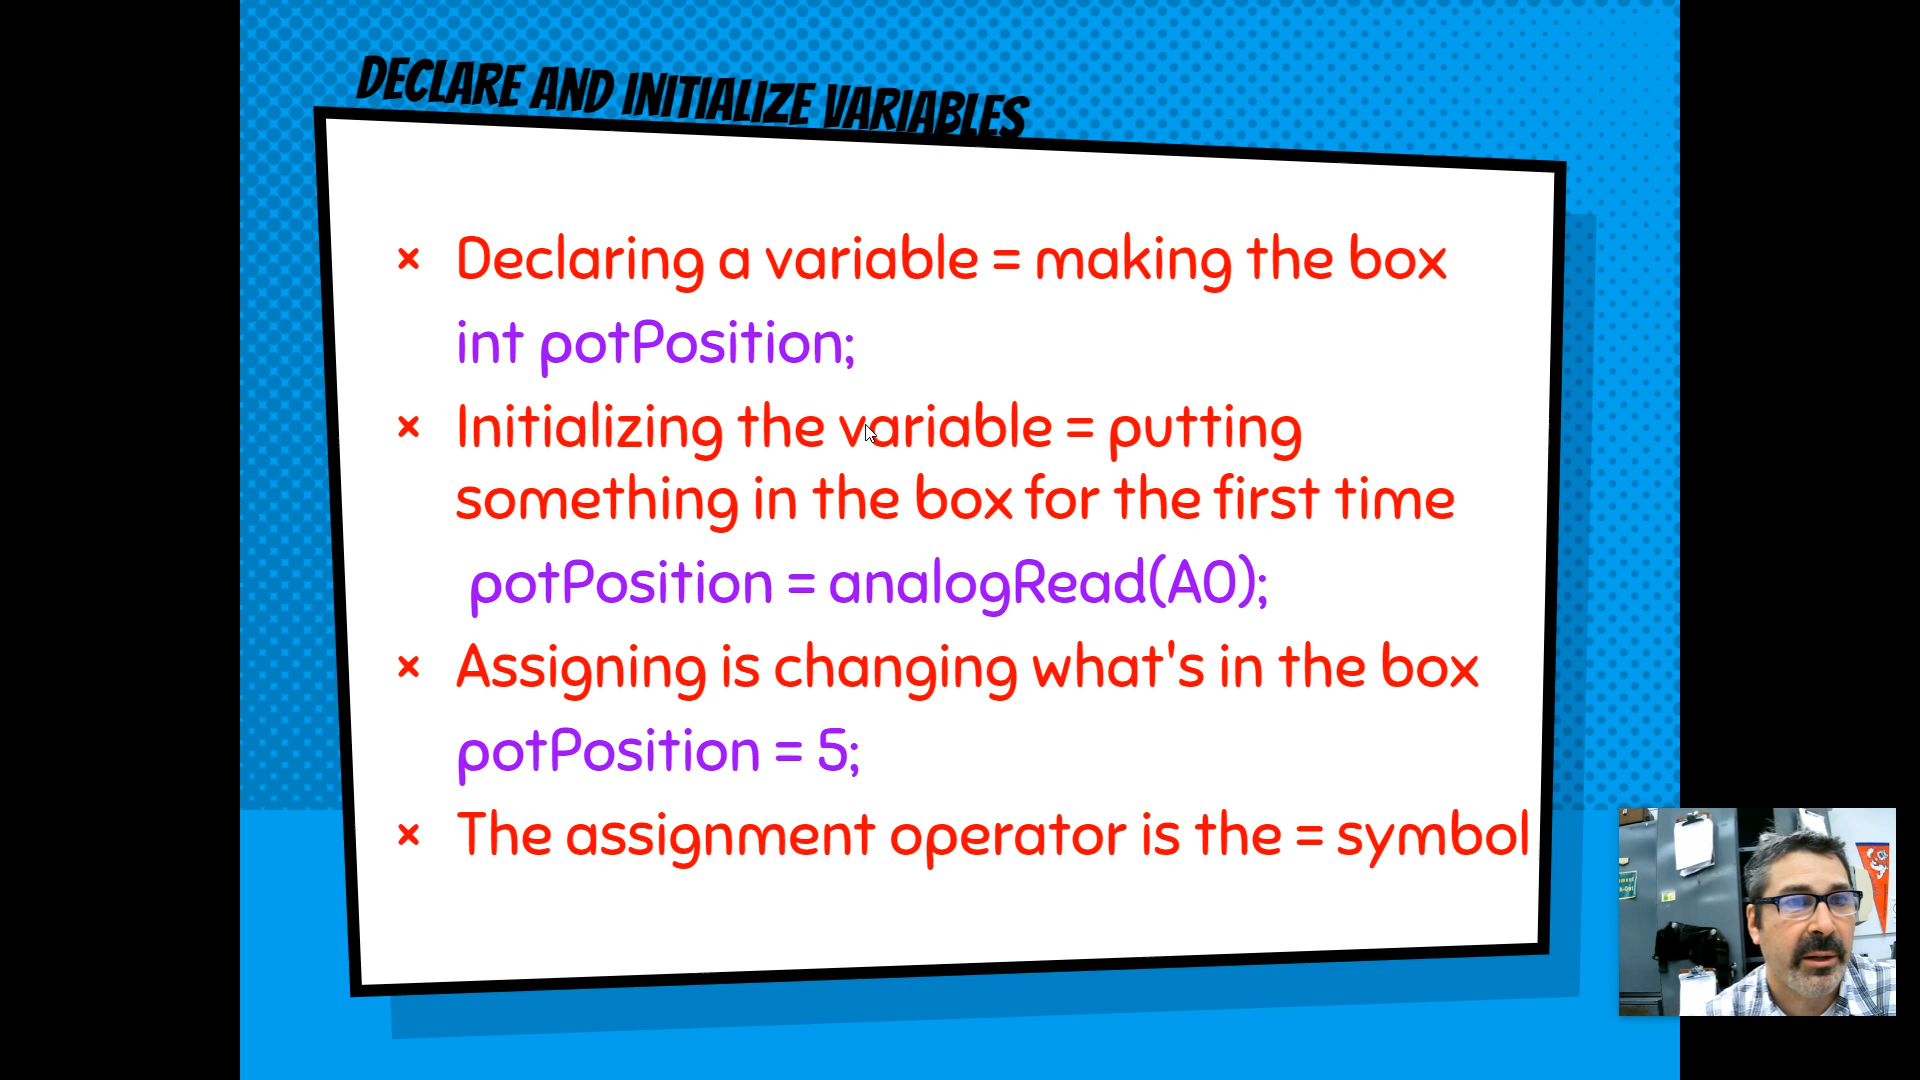 DECLARE AND INITIALIZE VARIABLES
× Declaring a variable = making the box
int potPosition;
× Initializing the variable = putting
something in the box for the first time
potPosition = analogRead(A0);
× Assigning is changing what's in the box
potPosition = 5;
× The assignment operator is the = symbol